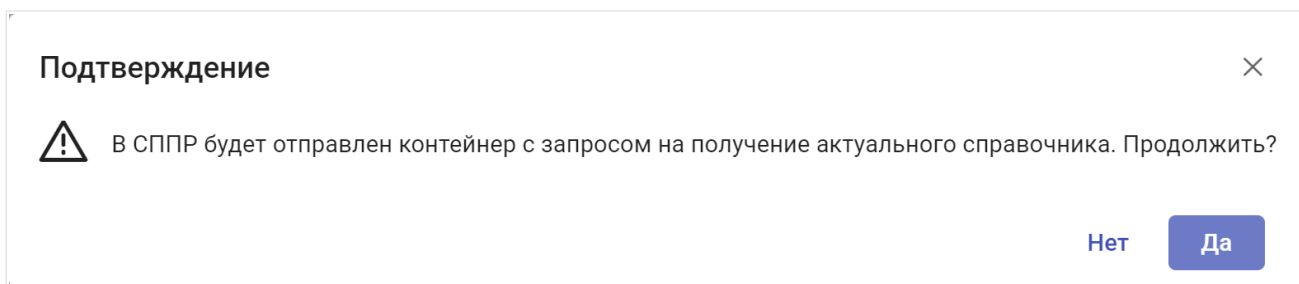 Подтверждение
В СППР будет отправлен контейнер с запросом на получение актуального справочника. Продолжить?
Нет
Да